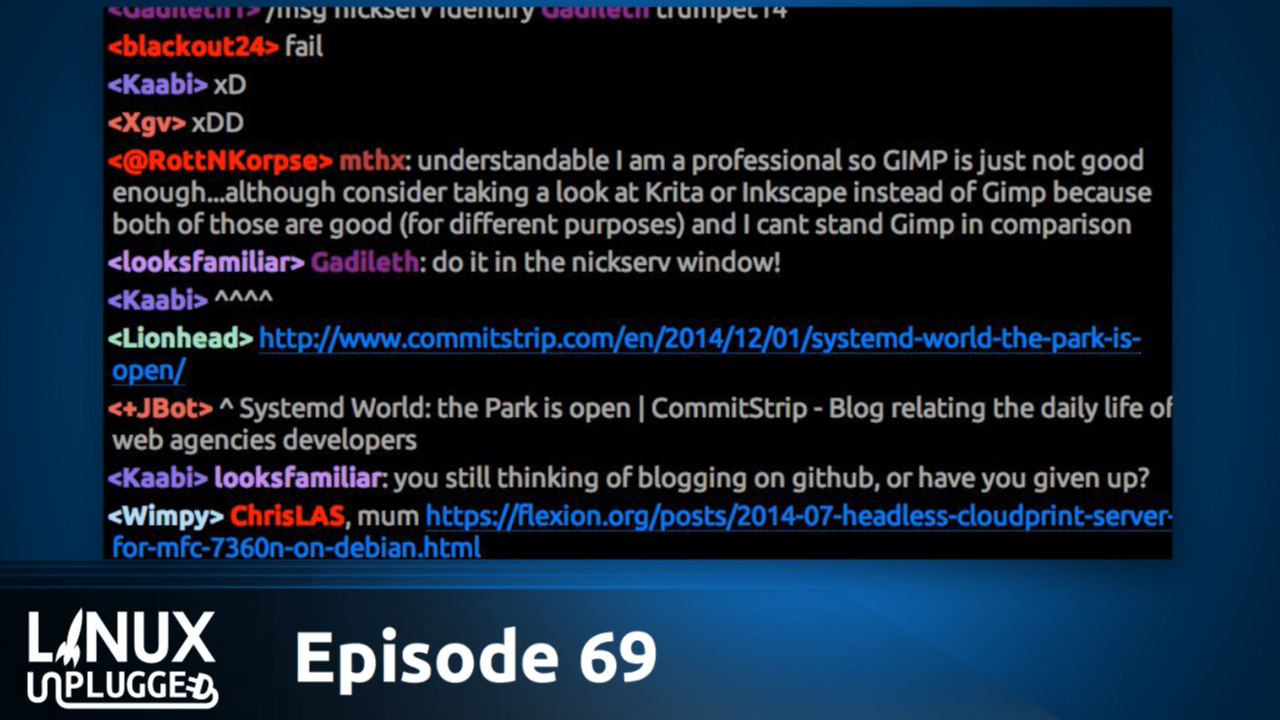 <Gadileth1> /msg nickserv identify Gadileth trumpet14
<blackout24> fail
<Kaabi> xD
<Xgv> xDD
<@RottNKorpse> mthx: understandable I am a professional so GIMP is just not good
enough...although consider taking a look at Krita or Inkscape instead of Gimp because
both of those are good (for different purposes) and I cant stand Gimp in comparison
<looksfamiliar> Gadileth: do it in the nickserv window!
<Kaabi> ^^^^
<Lionhead> http://www.commitstrip.com/en/2014/12/01/systemd-world-the-park-is-
open/
<+JBot> ^ Systemd World: the Park is open | CommitStrip - Blog relating the daily life of
web agencies developers
<Kaabi> looksfamiliar: you still thinking of blogging on github, or have you given up?
<Wimpy> ChrisLAS, mum https://flexion.org/posts/2014-07-headless-cloudprint-server-
for-mfc-7360n-on-debian.html
LINUX
UNPLUGGED
Episode 69